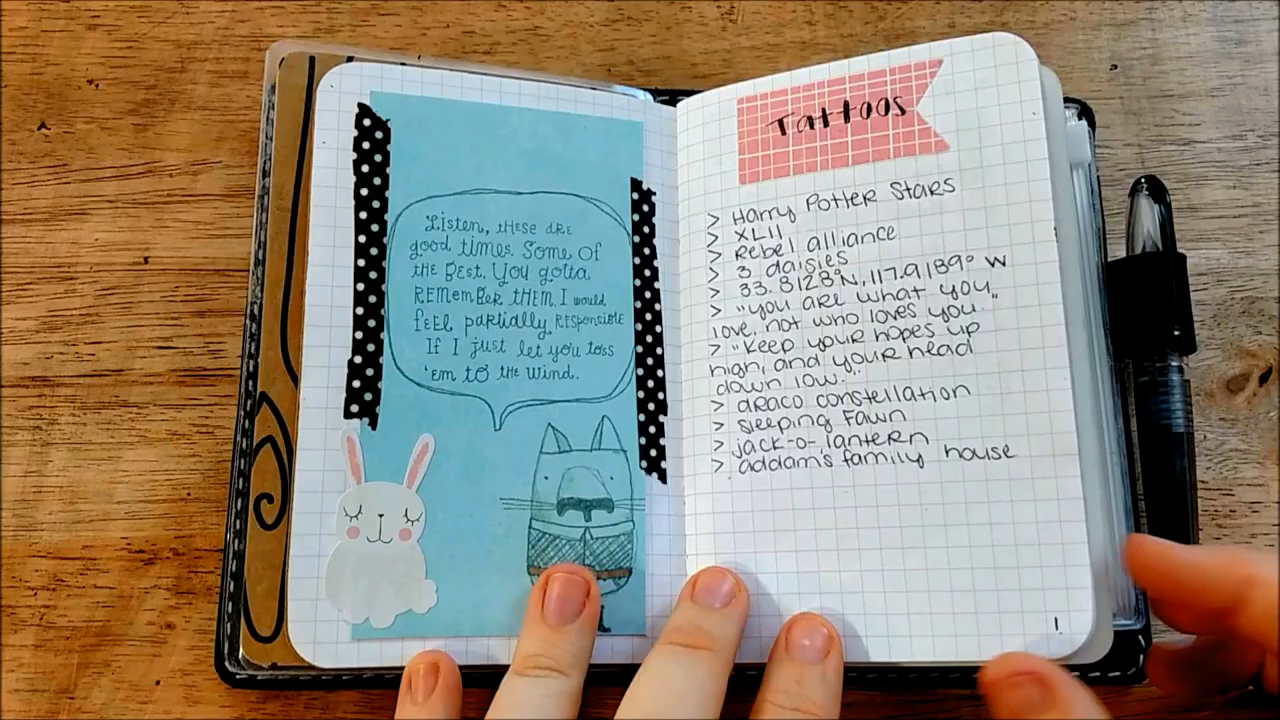 Listen, these are
good times. Some of
the Best. You gotta
REMemBer tHEM. I would
feel partially Responsible
If I just let you toss
'em to the wind.
Tattoos
> Harry Potter Stars
> XLII
> Rebel alliance
> 3 daisies
> 33.8128°N, 117.9189° W
> "you are what you
love, not who loves you."
> "Keep your hopes up
high, and your head
down low."
> draco constellation
> sleeping Fawn
> jack-o-lantern
> addam's family house
1